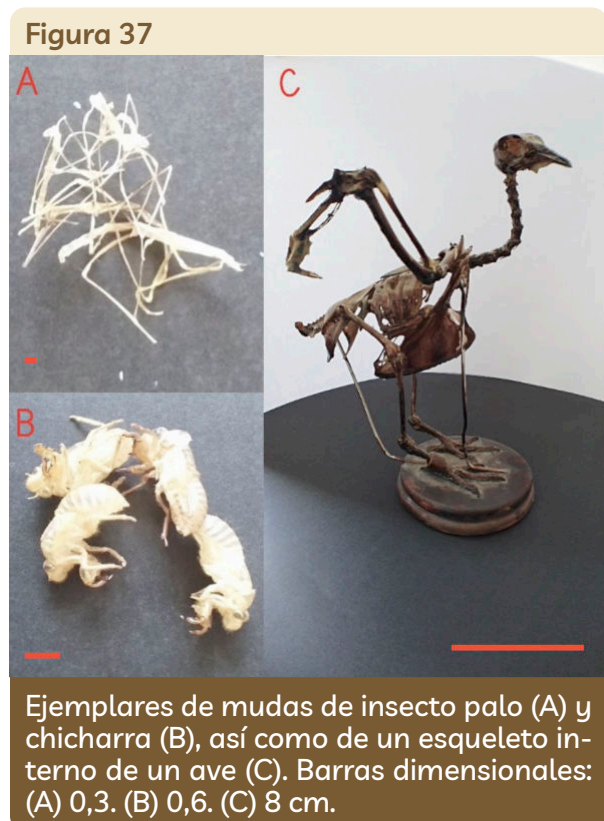 Figura 37
A
C
B
Ejemplares de mudas de insecto palo (A) y
chicharra (B), así como de un esqueleto in-
terno de un ave (C). Barras dimensionales:
(A) 0,3. (B) 0,6. (C) 8 cm.